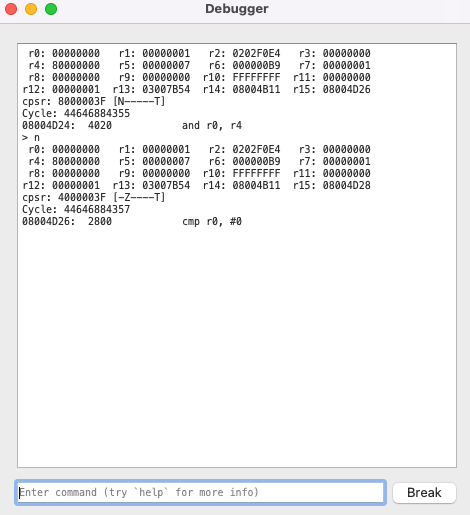 Debugger
r0: 00000000 r1: 00000001 r2: 0202F0E4 r3: 00000000
r4: 80000000 r5: 00000007 r6: 000000B9 r7: 00000001
r8: 00000000 r9: 00000000 r10: FFFFFFFF r11: 00000000
r12: 00000001 r13: 03007B54 r14: 08004B11 r15: 08004D26
cpsr: 8000003F [N-----T]
Cycle: 44646884355
08004D24: 4020 and r0, r4
> n
r0: 00000000 r1: 00000001 r2: 0202F0E4 r3: 00000000
r4: 80000000 r5: 00000007 r6: 000000B9 r7: 00000001
r8: 00000000 r9: 00000000 r10: FFFFFFFF r11: 00000000
r12: 00000001 r13: 03007B54 r14: 08004B11 r15: 08004D28
cpsr: 4000003F [-Z----T]
Cycle: 44646884357
08004D26: 2800 cmp r0, #0
Enter command (try `help` for more info)
Break